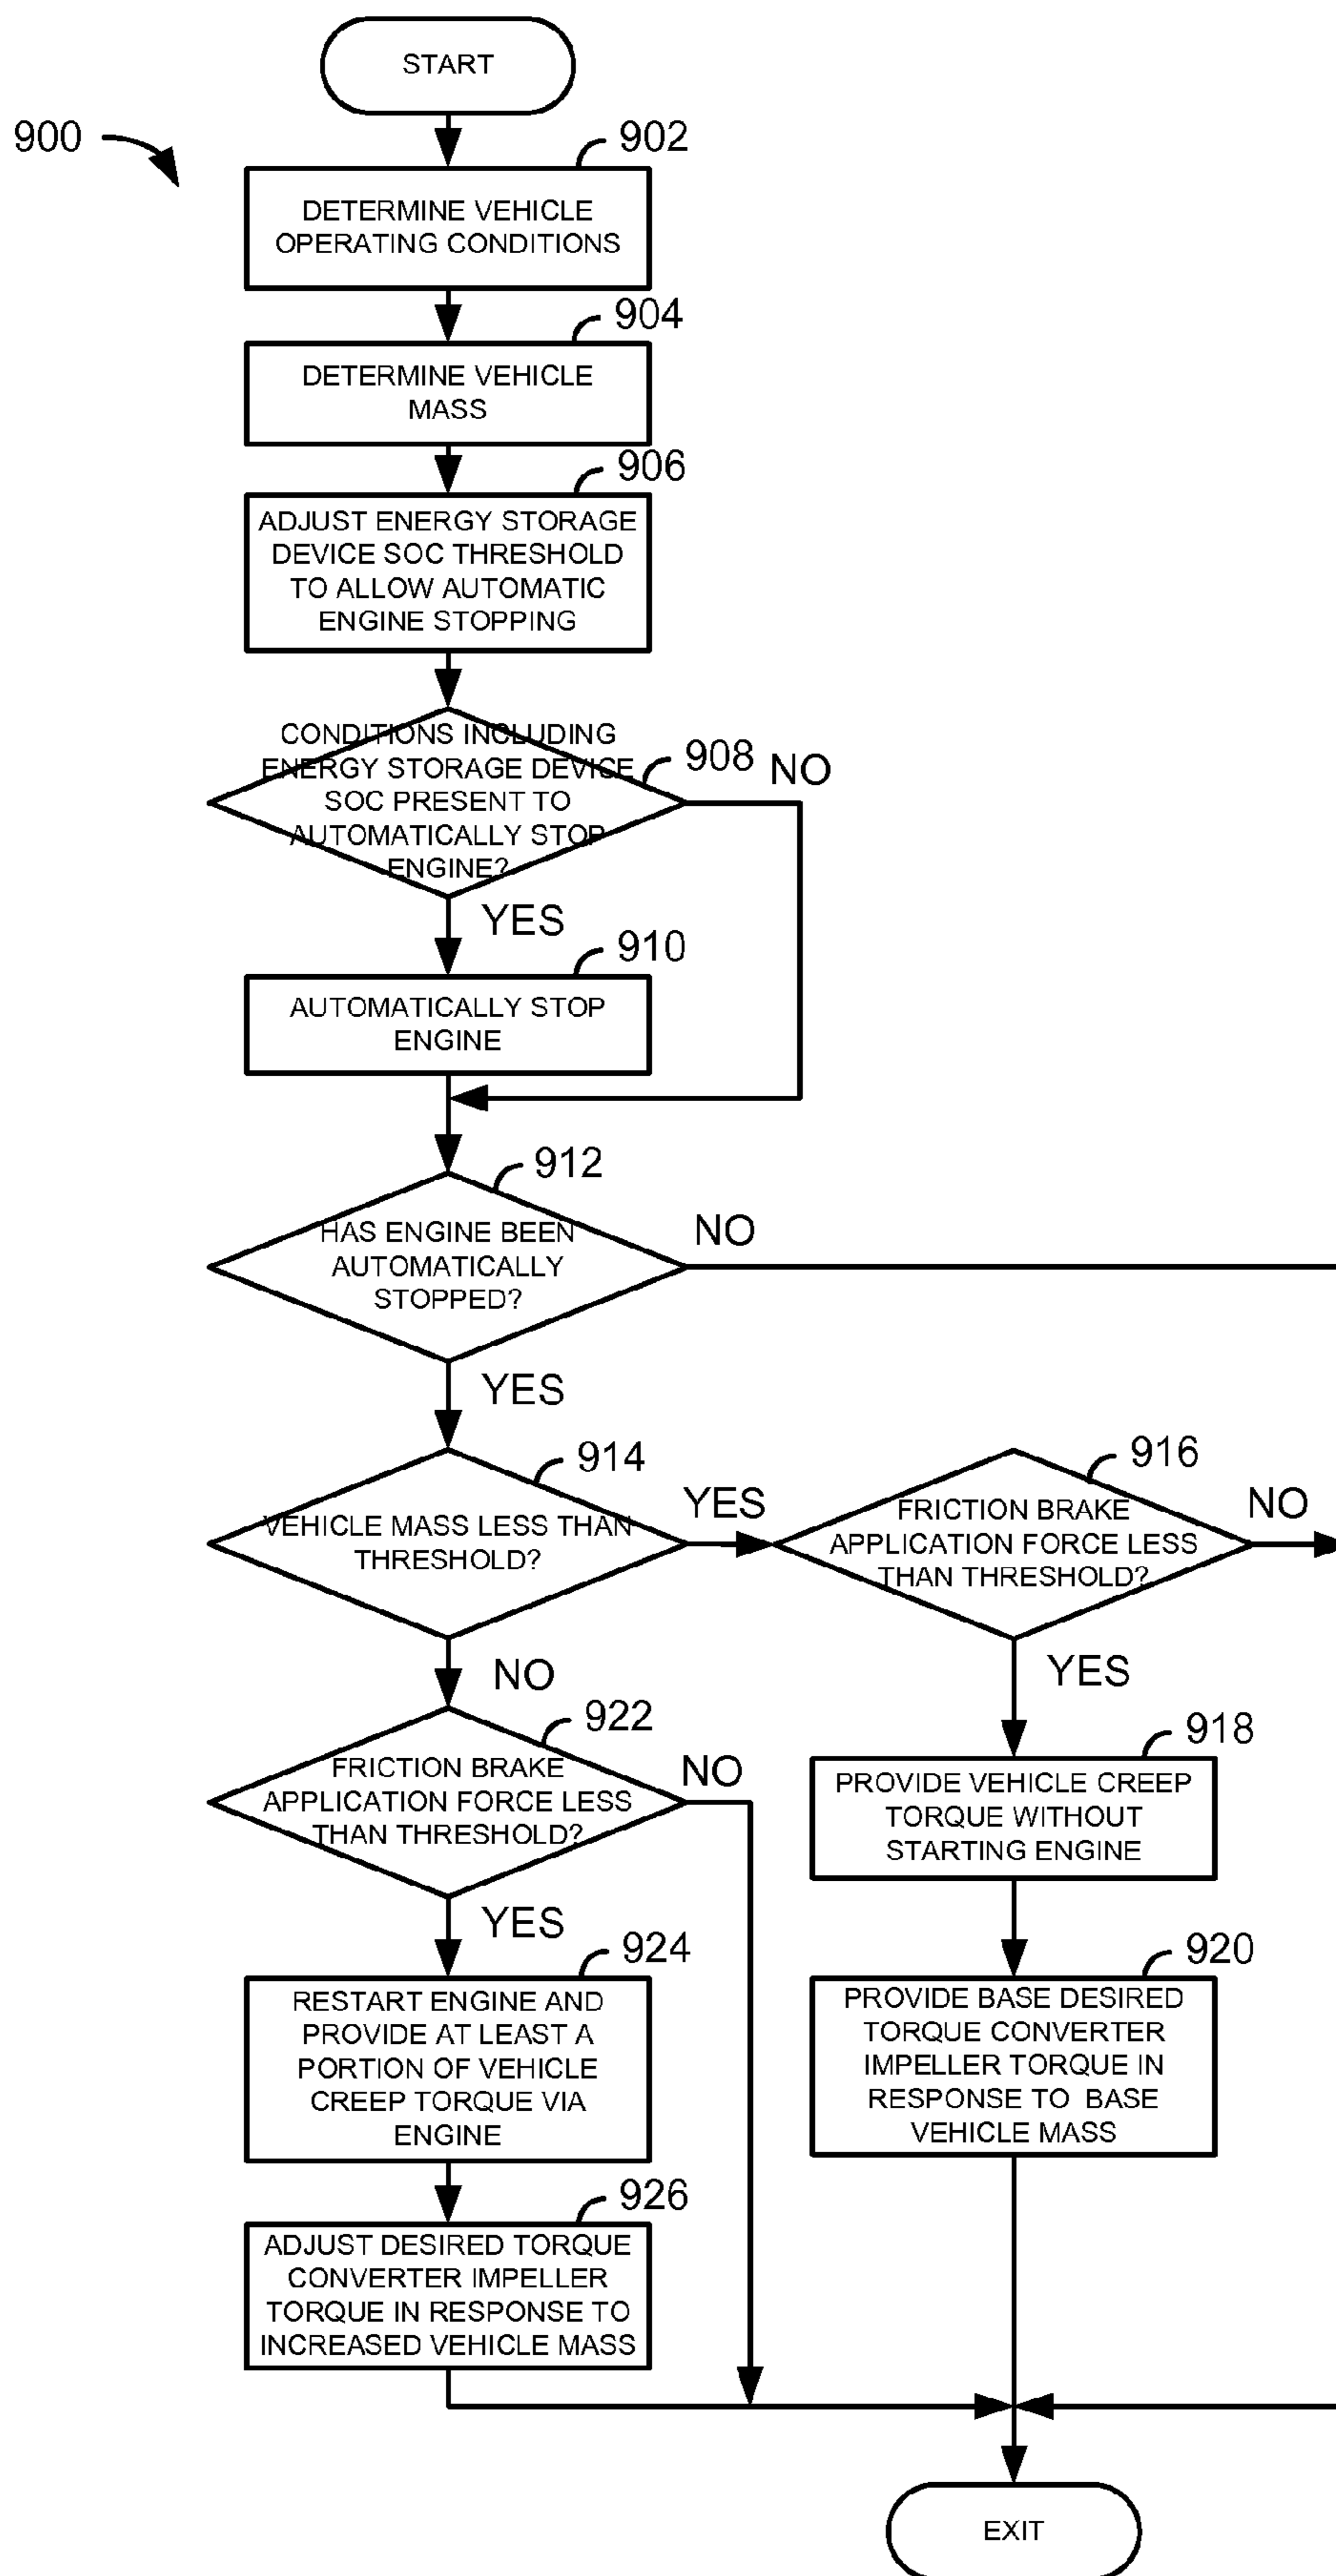 START
900
902
DETERMINE VEHICLE
OPERATING CONDITIONS
904
DETERMINE VEHICLE
MASS
906
ADJUST ENERGY STORAGE
DEVICE SOC THRESHOLD
TO ALLOW AUTOMATIC
ENGINE STOPPING
CONDITIONS INCLUDING
ENERGY STORAGE DEVICE
SOC PRESENT TO
AUTOMATICALLY STOP
ENGINE?
908
NO
YES
910
AUTOMATICALLY STOP
ENGINE
912
HAS ENGINE BEEN
AUTOMATICALLY
STOPPED?
NO
YES
914
VEHICLE MASS LESS THAN
THRESHOLD?
YES
916
FRICTION BRAKE
APPLICATION FORCE LESS
THAN THRESHOLD?
NO
YES
918
PROVIDE VEHICLE CREEP
TORQUE WITHOUT
STARTING ENGINE
920
PROVIDE BASE DESIRED
TORQUE CONVERTER
IMPELLER TORQUE IN
RESPONSE TO BASE
VEHICLE MASS
NO
922
FRICTION BRAKE
APPLICATION FORCE LESS
THAN THRESHOLD?
NO
YES
924
RESTART ENGINE AND
PROVIDE AT LEAST A
PORTION OF VEHICLE
CREEP TORQUE VIA
ENGINE
926
ADJUST DESIRED TORQUE
CONVERTER IMPELLER
TORQUE IN RESPONSE TO
INCREASED VEHICLE MASS
EXIT